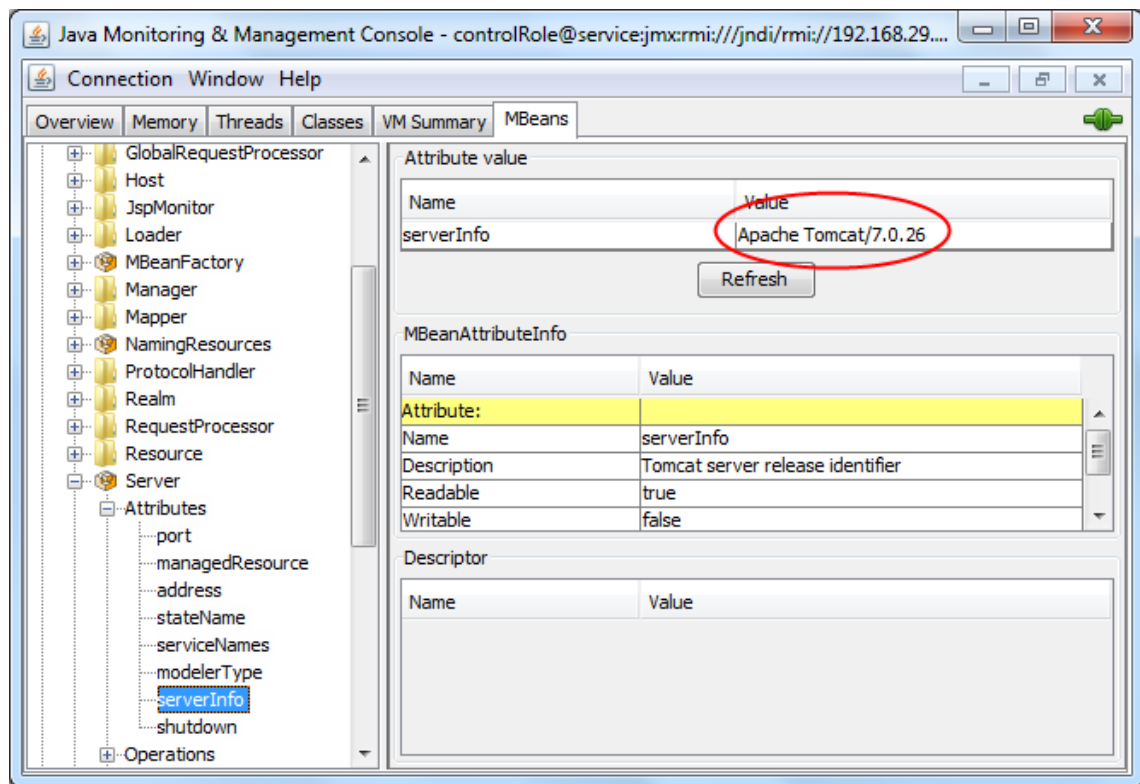 Java Monitoring & Management Console - controlRole@service:jmx:rmi:///jndi/rmi://192.168.29....
Connection Window Help
Overview Memory Threads Classes VM Summary MBeans
GlobalRequestProcessor
Host
JspMonitor
Loader
MBeanFactory
Manager
Mapper
NamingResources
ProtocolHandler
Realm
RequestProcessor
Resource
Server
Attributes
port
managedResource
address
stateName
serviceNames
modelerType
serverInfo
shutdown
Operations
Attribute value
Name Value
serverInfo Apache Tomcat/7.0.26
Refresh
MBeanAttributeInfo
Name Value
Attribute:
Name serverInfo
Description Tomcat server release identifier
Readable true
Writable false
Descriptor
Name Value